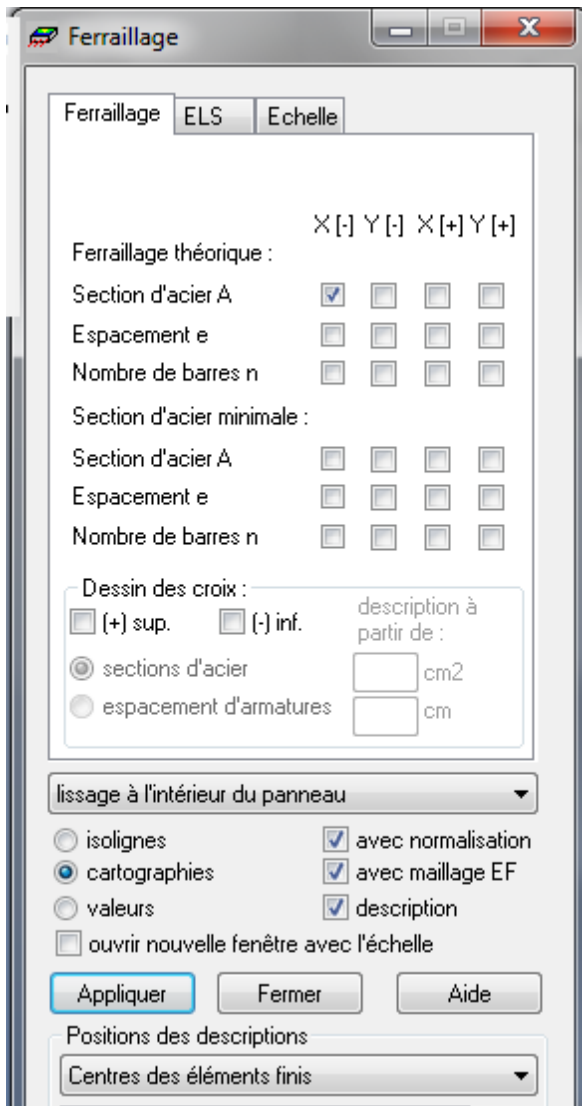 Ferraillage
Ferraillage ELS Echelle
X [-] Y [-] X [+] Y [+]
Ferraillage théorique :
Section d'acier A
Espacement e
Nombre de barres n
Section d'acier minimale :
Section d'acier A
Espacement e
Nombre de barres n
Dessin des croix :
(+) sup. (-) inf. description à
partir de :
sections d'acier cm2
espacement d'armatures cm
lissage à l'intérieur du panneau
isolignes avec normalisation
cartographies avec maillage EF
valeurs description
ouvrir nouvelle fenêtre avec l'échelle
Appliquer Fermer Aide
Positions des descriptions
Centres des éléments finis